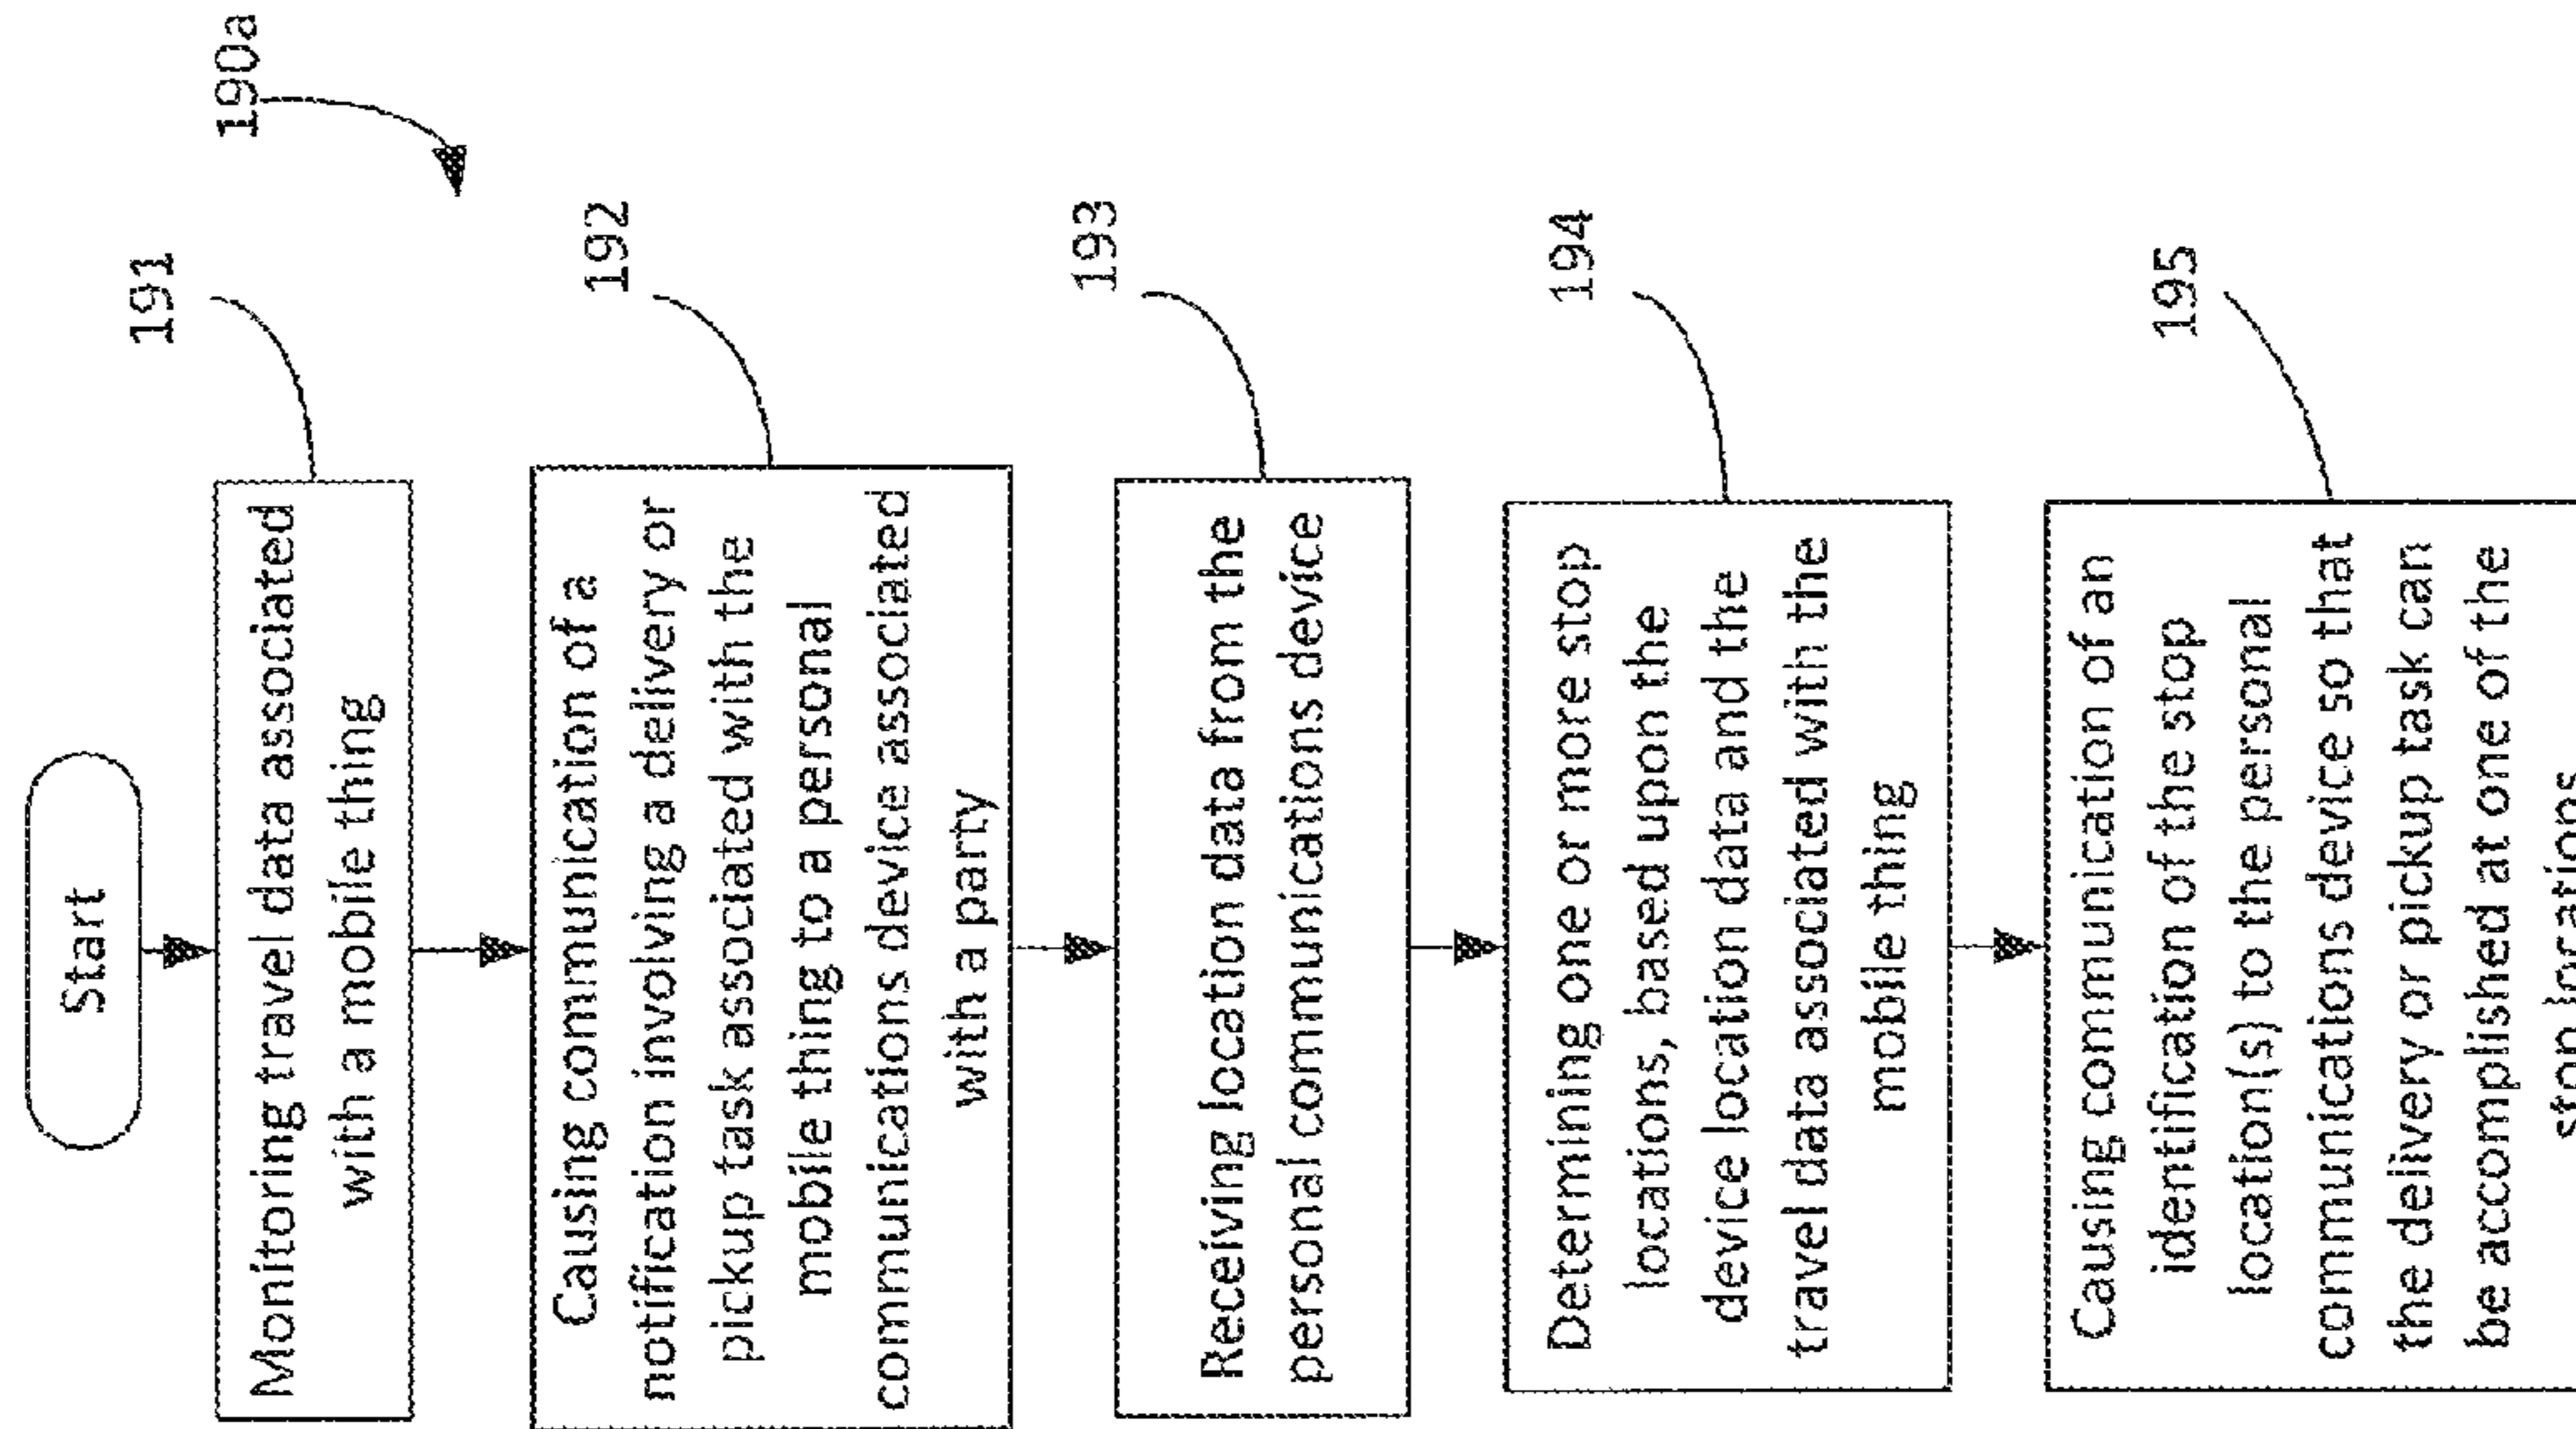 190a
Start
191
Monitoring travel data associated
with a mobile thing
192
Causing communication of a
notification involving a delivery or
pickup task associated with the
mobile thing to a personal
communications device associated
with a party
193
Receiving location data from the
personal communications device
194
Determining one or more stop
locations, based upon the
device location data and the
travel data associated with the
mobile thing
195
Causing communication of an
identification of the stop
location(s) to the personal
communications device so that
the delivery or pickup task can
be accomplished at one of the
stop locations